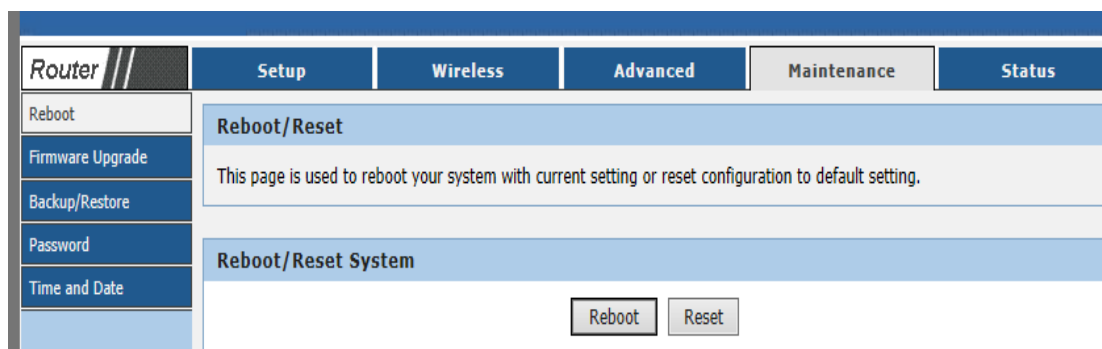 Router
Setup Wireless Advanced Maintenance Status
Reboot
Firmware Upgrade
Backup/Restore
Password
Time and Date
Reboot/Reset
This page is used to reboot your system with current setting or reset configuration to default setting.
Reboot/Reset System
Reboot Reset